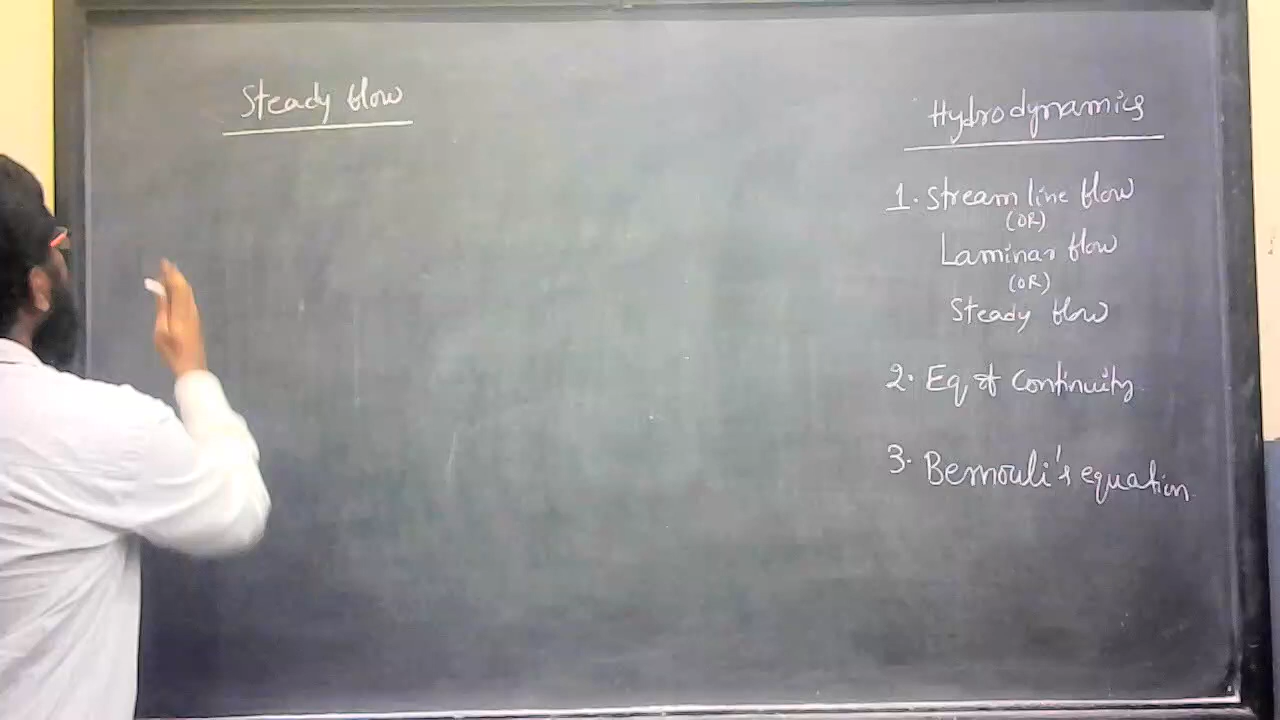 Steady flow
Hydrodynamics
1. Stream line flow
(OR)
Laminar flow
(OR)
Steady flow
2. Eq of Continuity
3. Bernouli's equation